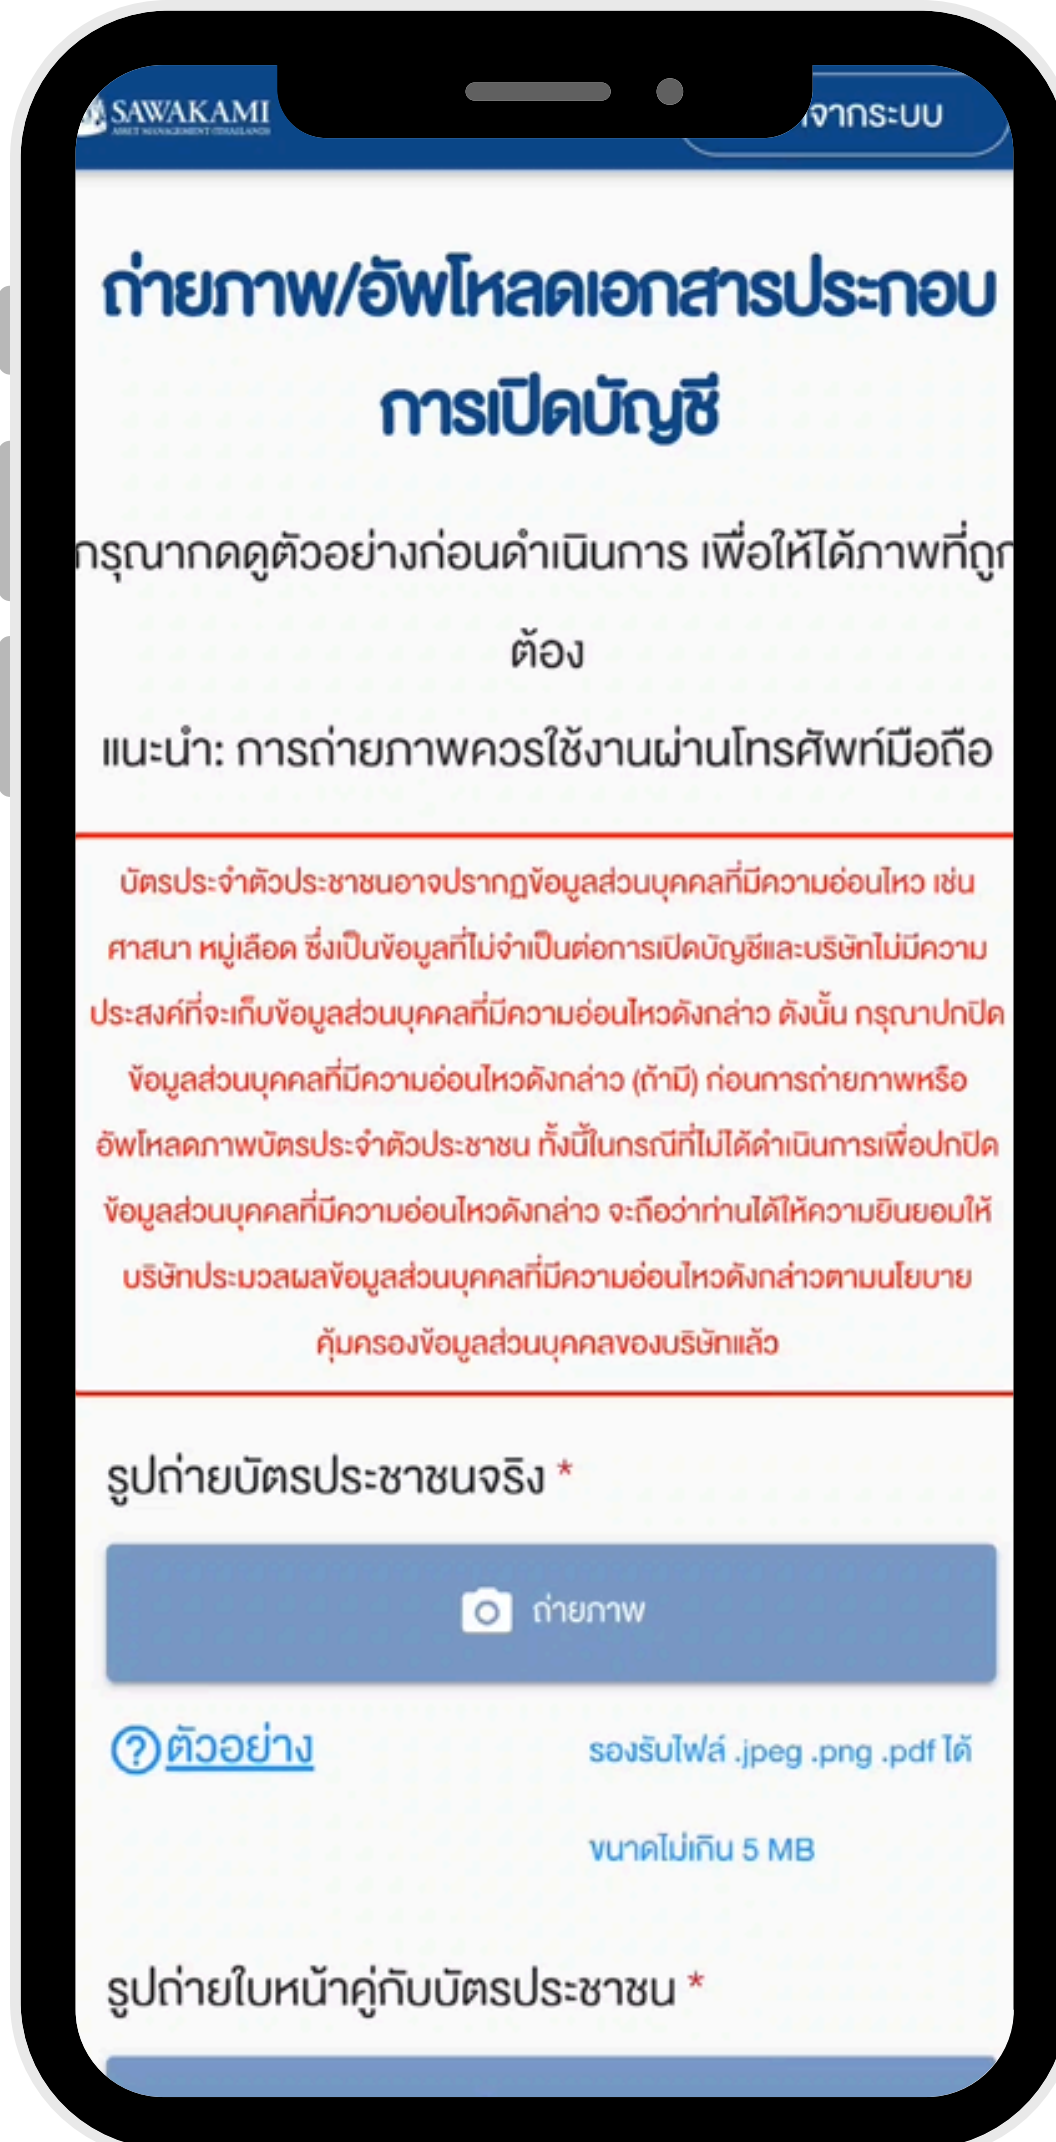 SAWAKAMI
ASSET MANAGEMENT (THAILAND)
จากระบบ
ถ่ายภาพ/อัพโหลดเอกสารประกอบ
การเปิดบัญชี
กรุณากดดูตัวอย่างก่อนดำเนินการ เพื่อให้ได้ภาพที่ถูก
ต้อง
แนะนำ: การถ่ายภาพควรใช้งานผ่านโทรศัพท์มือถือ
บัตรประจำตัวประชาชนอาจปรากฏข้อมูลส่วนบุคคลที่มีความอ่อนไหว เช่น
ศาสนา หมู่เลือด ซึ่งเป็นข้อมูลที่ไม่จำเป็นต่อการเปิดบัญชีและบริษัทไม่มีความ
ประสงค์ที่จะเก็บข้อมูลส่วนบุคคลที่มีความอ่อนไหวดังกล่าว ดังนั้น กรุณาปกปิด
ข้อมูลส่วนบุคคลที่มีความอ่อนไหวดังกล่าว (ถ้ามี) ก่อนการถ่ายภาพหรือ
อัพโหลดภาพบัตรประจำตัวประชาชน ทั้งนี้ในกรณีที่ไม่ได้ดำเนินการเพื่อปกปิด
ข้อมูลส่วนบุคคลที่มีความอ่อนไหวดังกล่าว จะถือว่าท่านได้ให้ความยินยอมให้
บริษัทประมวลผลข้อมูลส่วนบุคคลที่มีความอ่อนไหวดังกล่าวตามนโยบาย
คุ้มครองข้อมูลส่วนบุคคลของบริษัทแล้ว
รูปถ่ายบัตรประชาชนจริง *
ถ่ายภาพ
ตัวอย่าง
รองรับไฟล์ .jpeg .png .pdf ได้
ขนาดไม่เกิน 5 MB
รูปถ่ายใบหน้าคู่กับบัตรประชาชน *